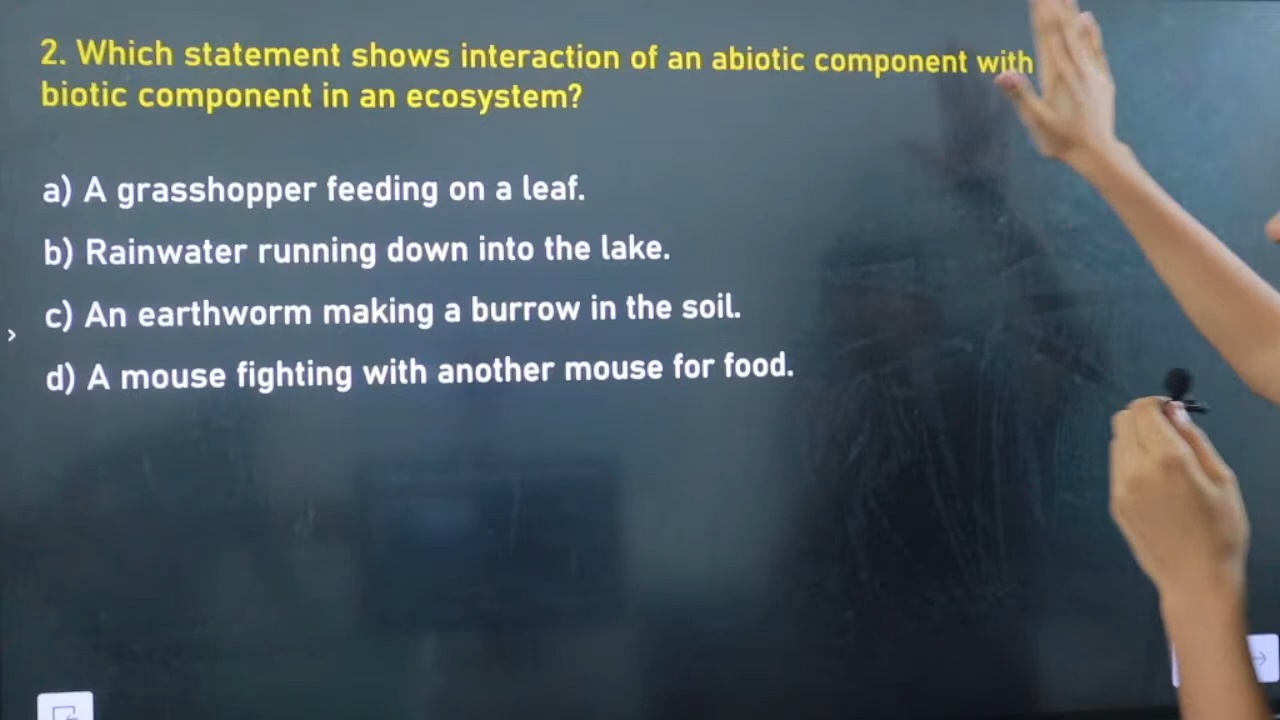 2. Which statement shows interaction of an abiotic component with
biotic component in an ecosystem?
a) A grasshopper feeding on a leaf.
b) Rainwater running down into the lake.
c) An earthworm making a burrow in the soil.
d) A mouse fighting with another mouse for food.